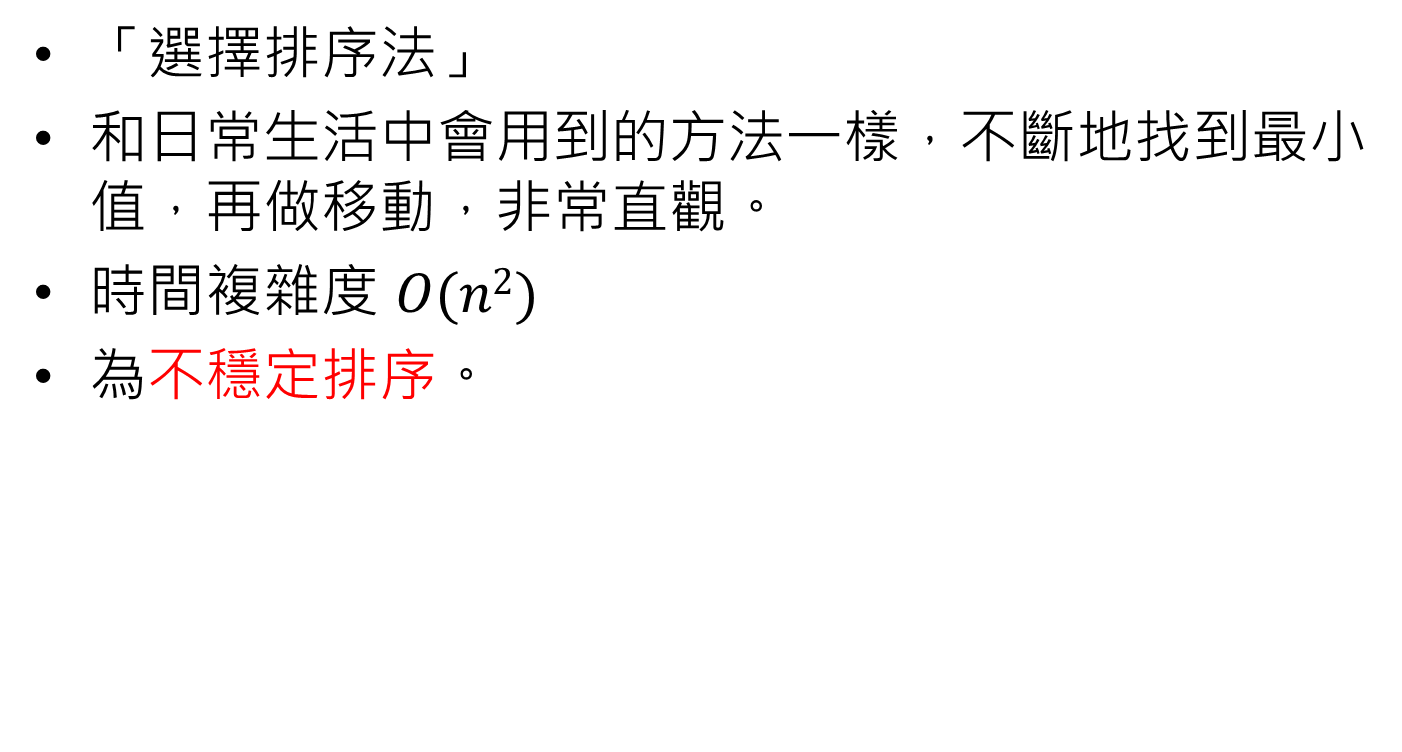 • 「選擇排序法」
• 和日常生活中會用到的方法一樣，不斷地找到最小
值，再做移動，非常直觀。
• 時間複雜度 O(n²)
• 為不穩定排序。